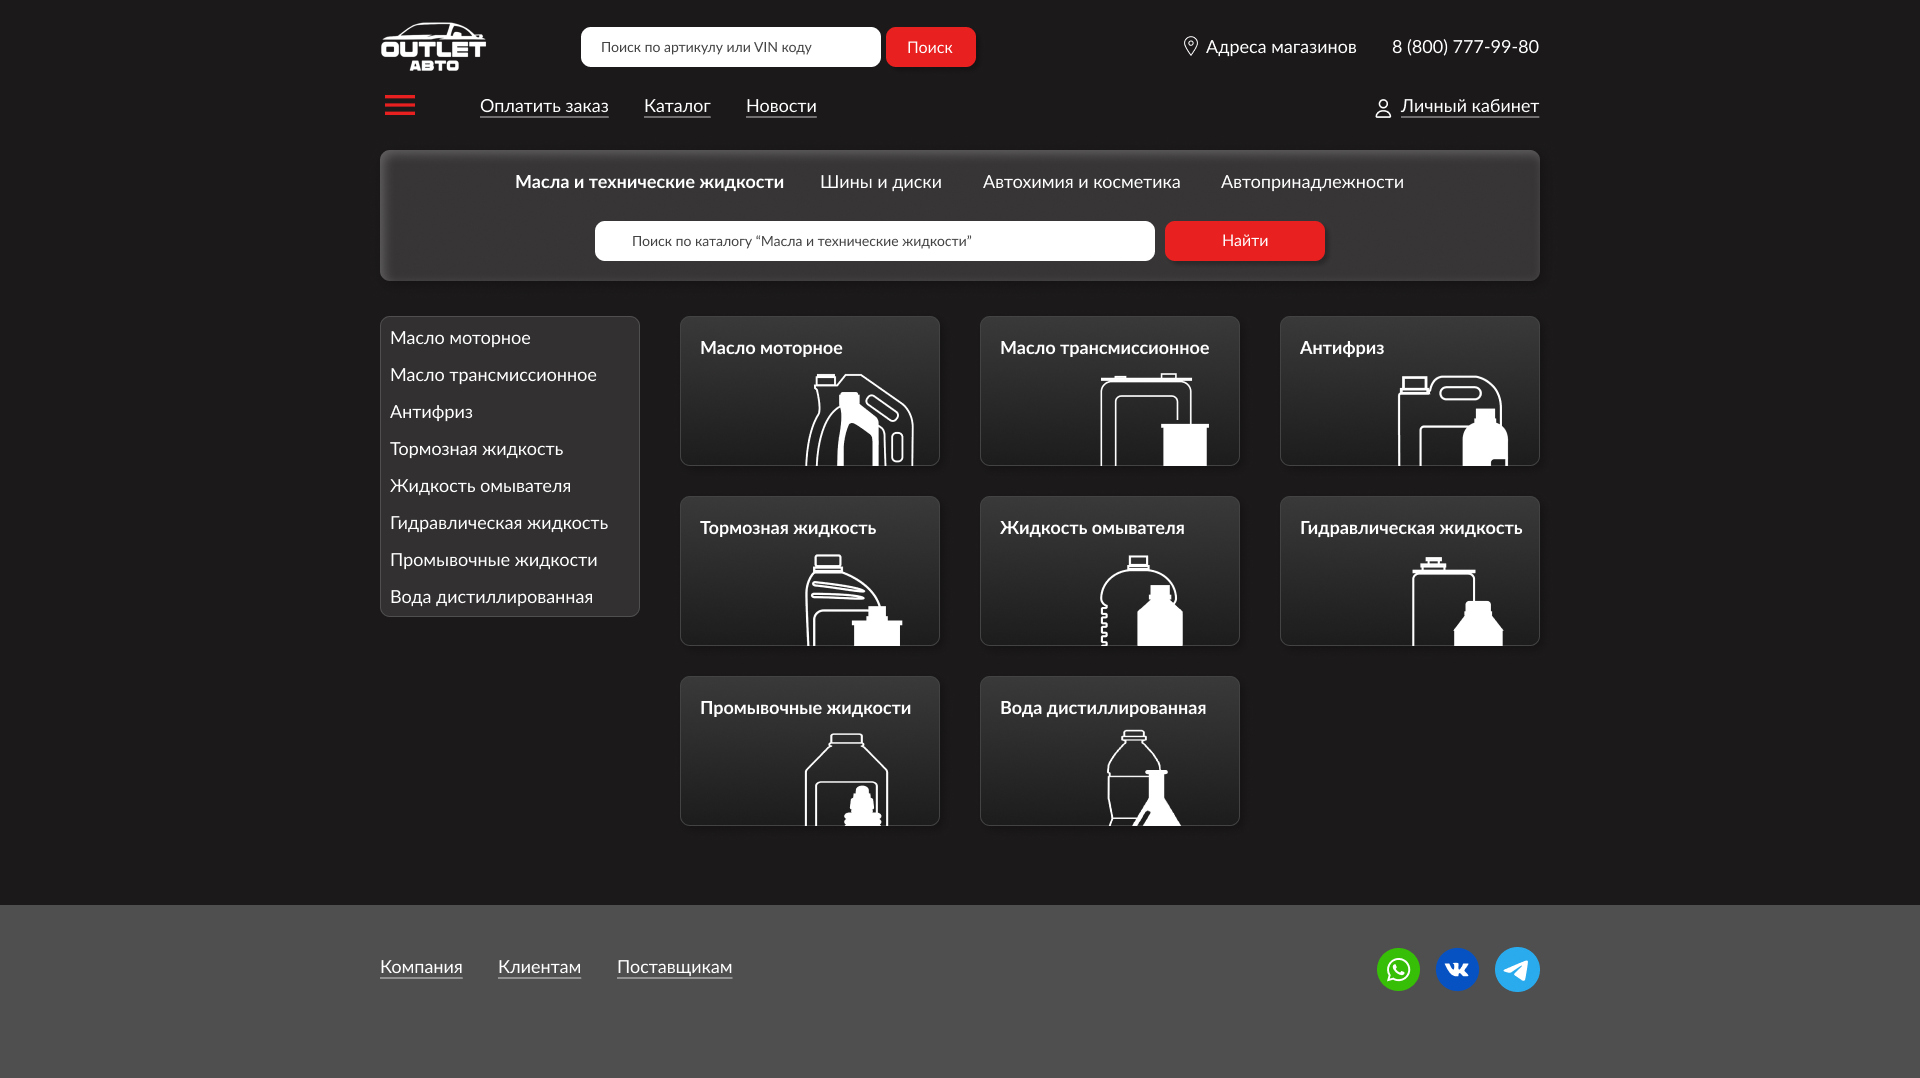 OUTLET
АВТО
Поиск по артикулу или VIN коду
Поиск
Адреса магазинов
8 (800) 777-99-80
Оплатить заказ
Каталог
Новости
Личный кабинет
Масла и технические жидкости
Шины и диски
Автохимия и косметика
Автопринадлежности
Поиск по каталогу “Масла и технические жидкости”
Найти
Масло моторное
Масло трансмиссионное
Антифриз
Тормозная жидкость
Жидкость омывателя
Гидравлическая жидкость
Промывочные жидкости
Вода дистиллированная
Масло моторное
Масло трансмиссионное
Антифриз
Тормозная жидкость
Жидкость омывателя
Гидравлическая жидкость
Промывочные жидкости
Вода дистиллированная
Компания
Клиентам
Поставщикам